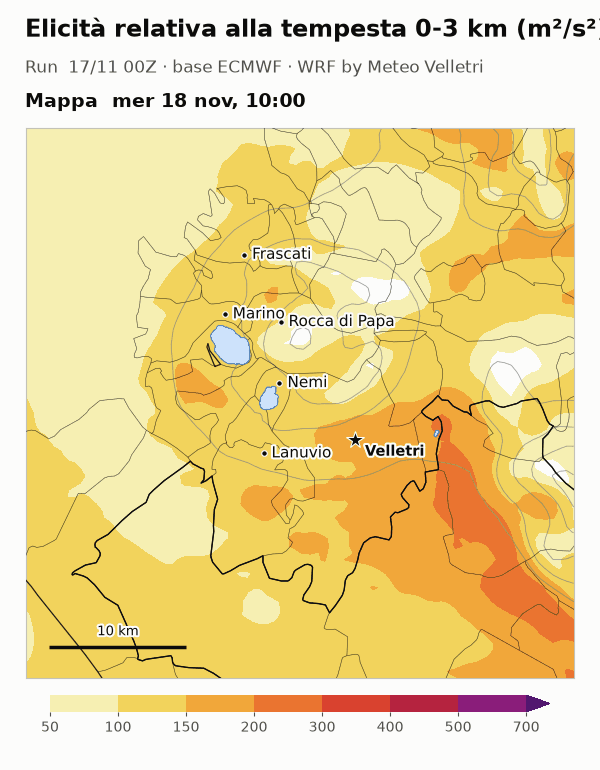 Elicità relativa alla tempesta 0-3 km (m²/s²)
Run  17/11 00Z · base ECMWF · WRF by Meteo Velletri
Mappa  mer 18 nov, 10:00
Frascati
Marino
Rocca di Papa
Nemi
Velletri
Lanuvio
10 km
50 100 150 200 300 400 500 700